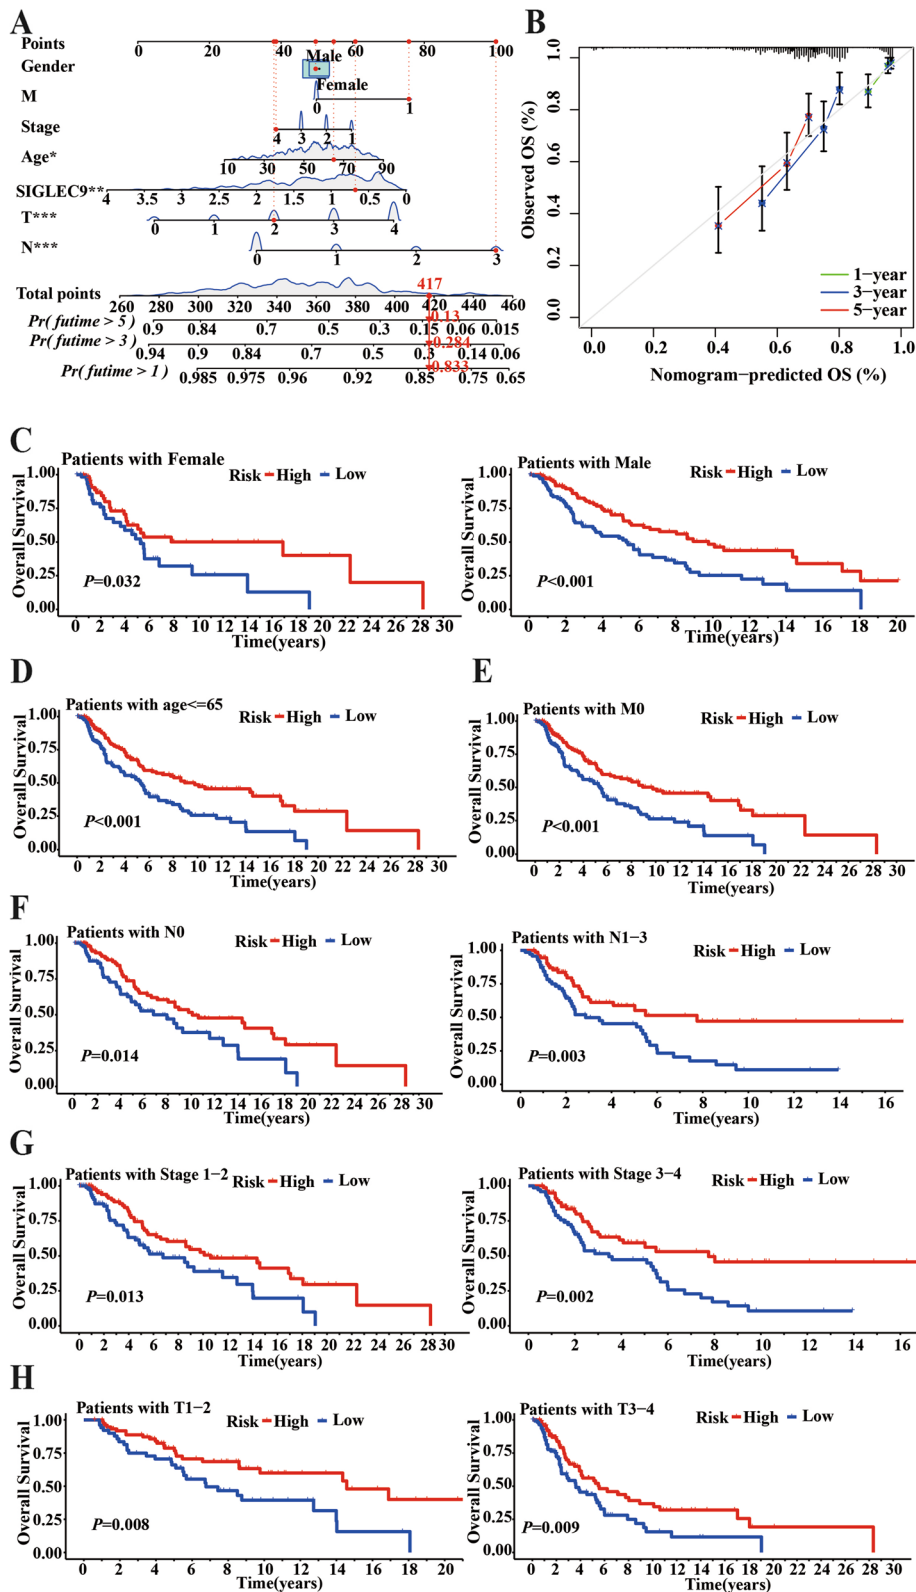 A
Points
0 20 40 60 80 100
Gender
Male
Female
M
0 1
Stage
4 3 2 1
Age*
10 30 50 70 90
SIGLEC9**
4 3.5 3 2.5 2 1.5 1 0.5 0
T***
0 1 2 3 4
N***
0 1 2 3
417
Total points
260 280 300 320 340 360 380 400 420 440 460
Pr( futime > 5)
0.9 0.84 0.7 0.5 0.3 0.15 0.06 0.015
0.13
Pr( futime > 3)
0.94 0.9 0.84 0.7 0.5 0.3 0.14 0.06
0.284
Pr( futime > 1)
0.985 0.975 0.96 0.92 0.85 0.75 0.65
0.833
B
Observed OS (%)
1.0
0.8
0.6
0.4
0.2
0.0
1−year
3−year
5−year
0.0 0.2 0.4 0.6 0.8 1.0
Nomogram−predicted OS (%)
C
Patients with Female
Risk High Low
Overall Survival
1.00
0.75
0.50
0.25
0.00
P=0.032
0 2 4 6 8 10 12 14 16 18 19 20 22 24 26 28 30
Time(years)
Patients with Male
Risk High Low
Overall Survival
1.00
0.75
0.50
0.25
0.00
P<0.001
0 2 4 6 8 10 12 14 16 18 20
Time(years)
D
Patients with age<=65
Risk High Low
Overall Survival
1.00
0.75
0.50
0.25
0.00
P<0.001
0 2 4 6 8 10 12 14 16 18 19 20 22 24 26 28 30
Time(years)
E
Patients with M0
Risk High Low
Overall Survival
1.00
0.75
0.50
0.25
0.00
P<0.001
0 2 4 6 8 10 12 14 16 18 19 20 22 24 26 28 30
Time(years)
F
Patients with N0
Risk High Low
Overall Survival
1.00
0.75
0.50
0.25
0.00
P=0.014
0 2 4 6 8 10 12 14 16 18 19 20 22 24 26 28 30
Time(years)
Patients with N1−3
Risk High Low
Overall Survival
1.00
0.75
0.50
0.25
0.00
P=0.003
0 2 4 6 8 10 12 14 16
Time(years)
G
Patients with Stage 1−2
Risk High Low
Overall Survival
1.00
0.75
0.50
0.25
0.00
P=0.013
0 2 4 6 8 10 12 14 16 18 19 20 22 24 26 28 30
Time(years)
Patients with Stage 3−4
Risk High Low
Overall Survival
1.00
0.75
0.50
0.25
0.00
P=0.002
0 2 4 6 8 10 12 14 16
Time(years)
H
Patients with T1−2
Risk High Low
Overall Survival
1.00
0.75
0.50
0.25
0.00
P=0.008
0 2 4 6 8 10 12 14 16 18 20
Time(years)
Patients with T3−4
Risk High Low
Overall Survival
1.00
0.75
0.50
0.25
0.00
P=0.009
0 2 4 6 8 10 12 14 16 18 19 20 22 24 26 28 30
Time(years)